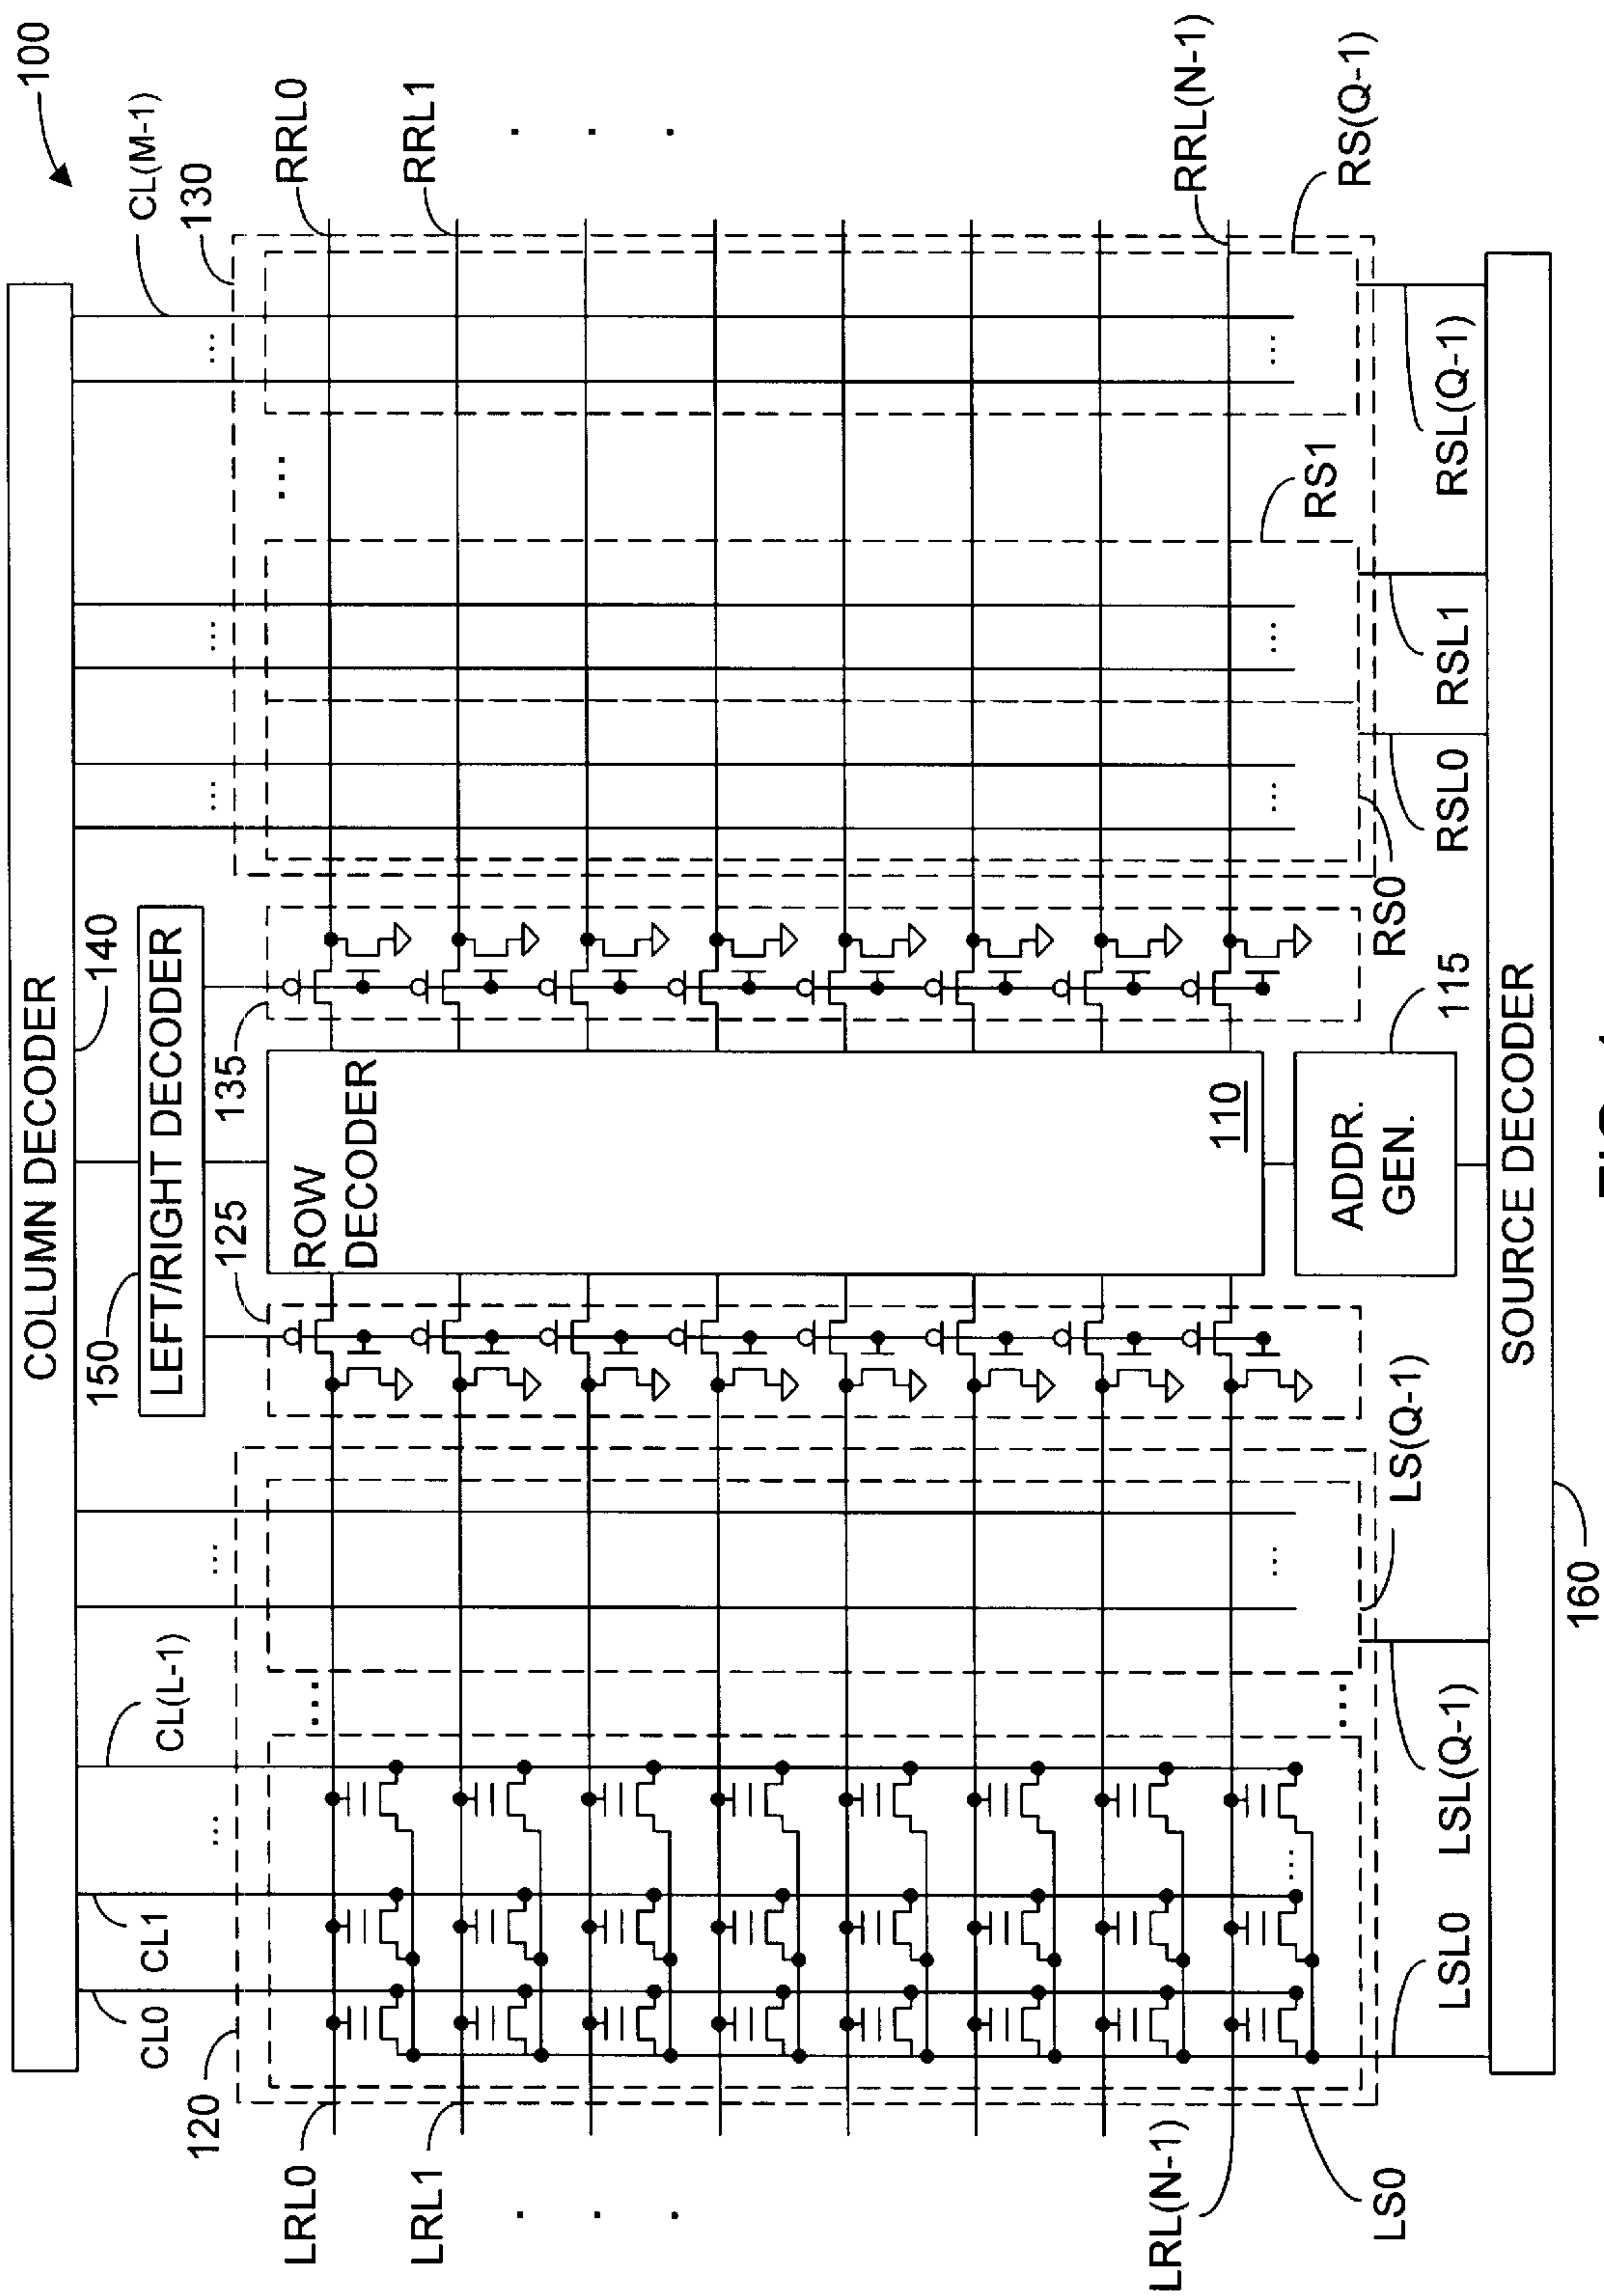 100
COLUMN DECODER
140
CL(M-1)
130
150
LEFT/RIGHT DECODER
CL0
CL1
CL(L-1)
...
...
...
...
...
120
125
135
LRL0
LRL1
. . .
LRL(N-1)
RRL0
RRL1
. . .
RRL(N-1)
...
...
ROW
DECODER
110
...
...
...
...
...
...
ADDR.
GEN.
115
LS0
LS(Q-1)
RS0
RS1
RS(Q-1)
LSL0
LSL(Q-1)
RSL0
RSL1
RSL(Q-1)
SOURCE DECODER
160